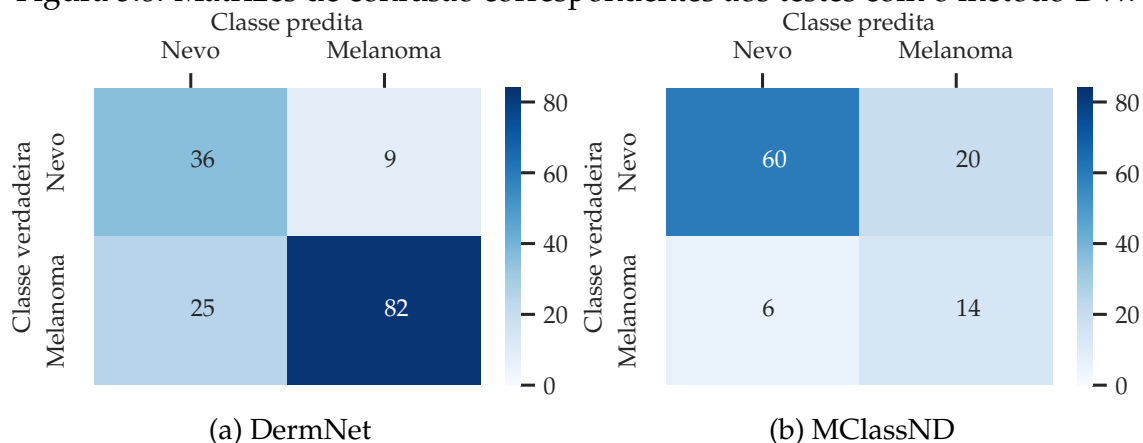 Classe predita
Nevo Melanoma
Classe verdadeira
Nevo
Melanoma
36 9
25 82
80
60
40
20
0
(a) DermNet
Classe predita
Nevo Melanoma
Classe verdadeira
Nevo
Melanoma
60 20
6 14
80
60
40
20
0
(b) MClassND